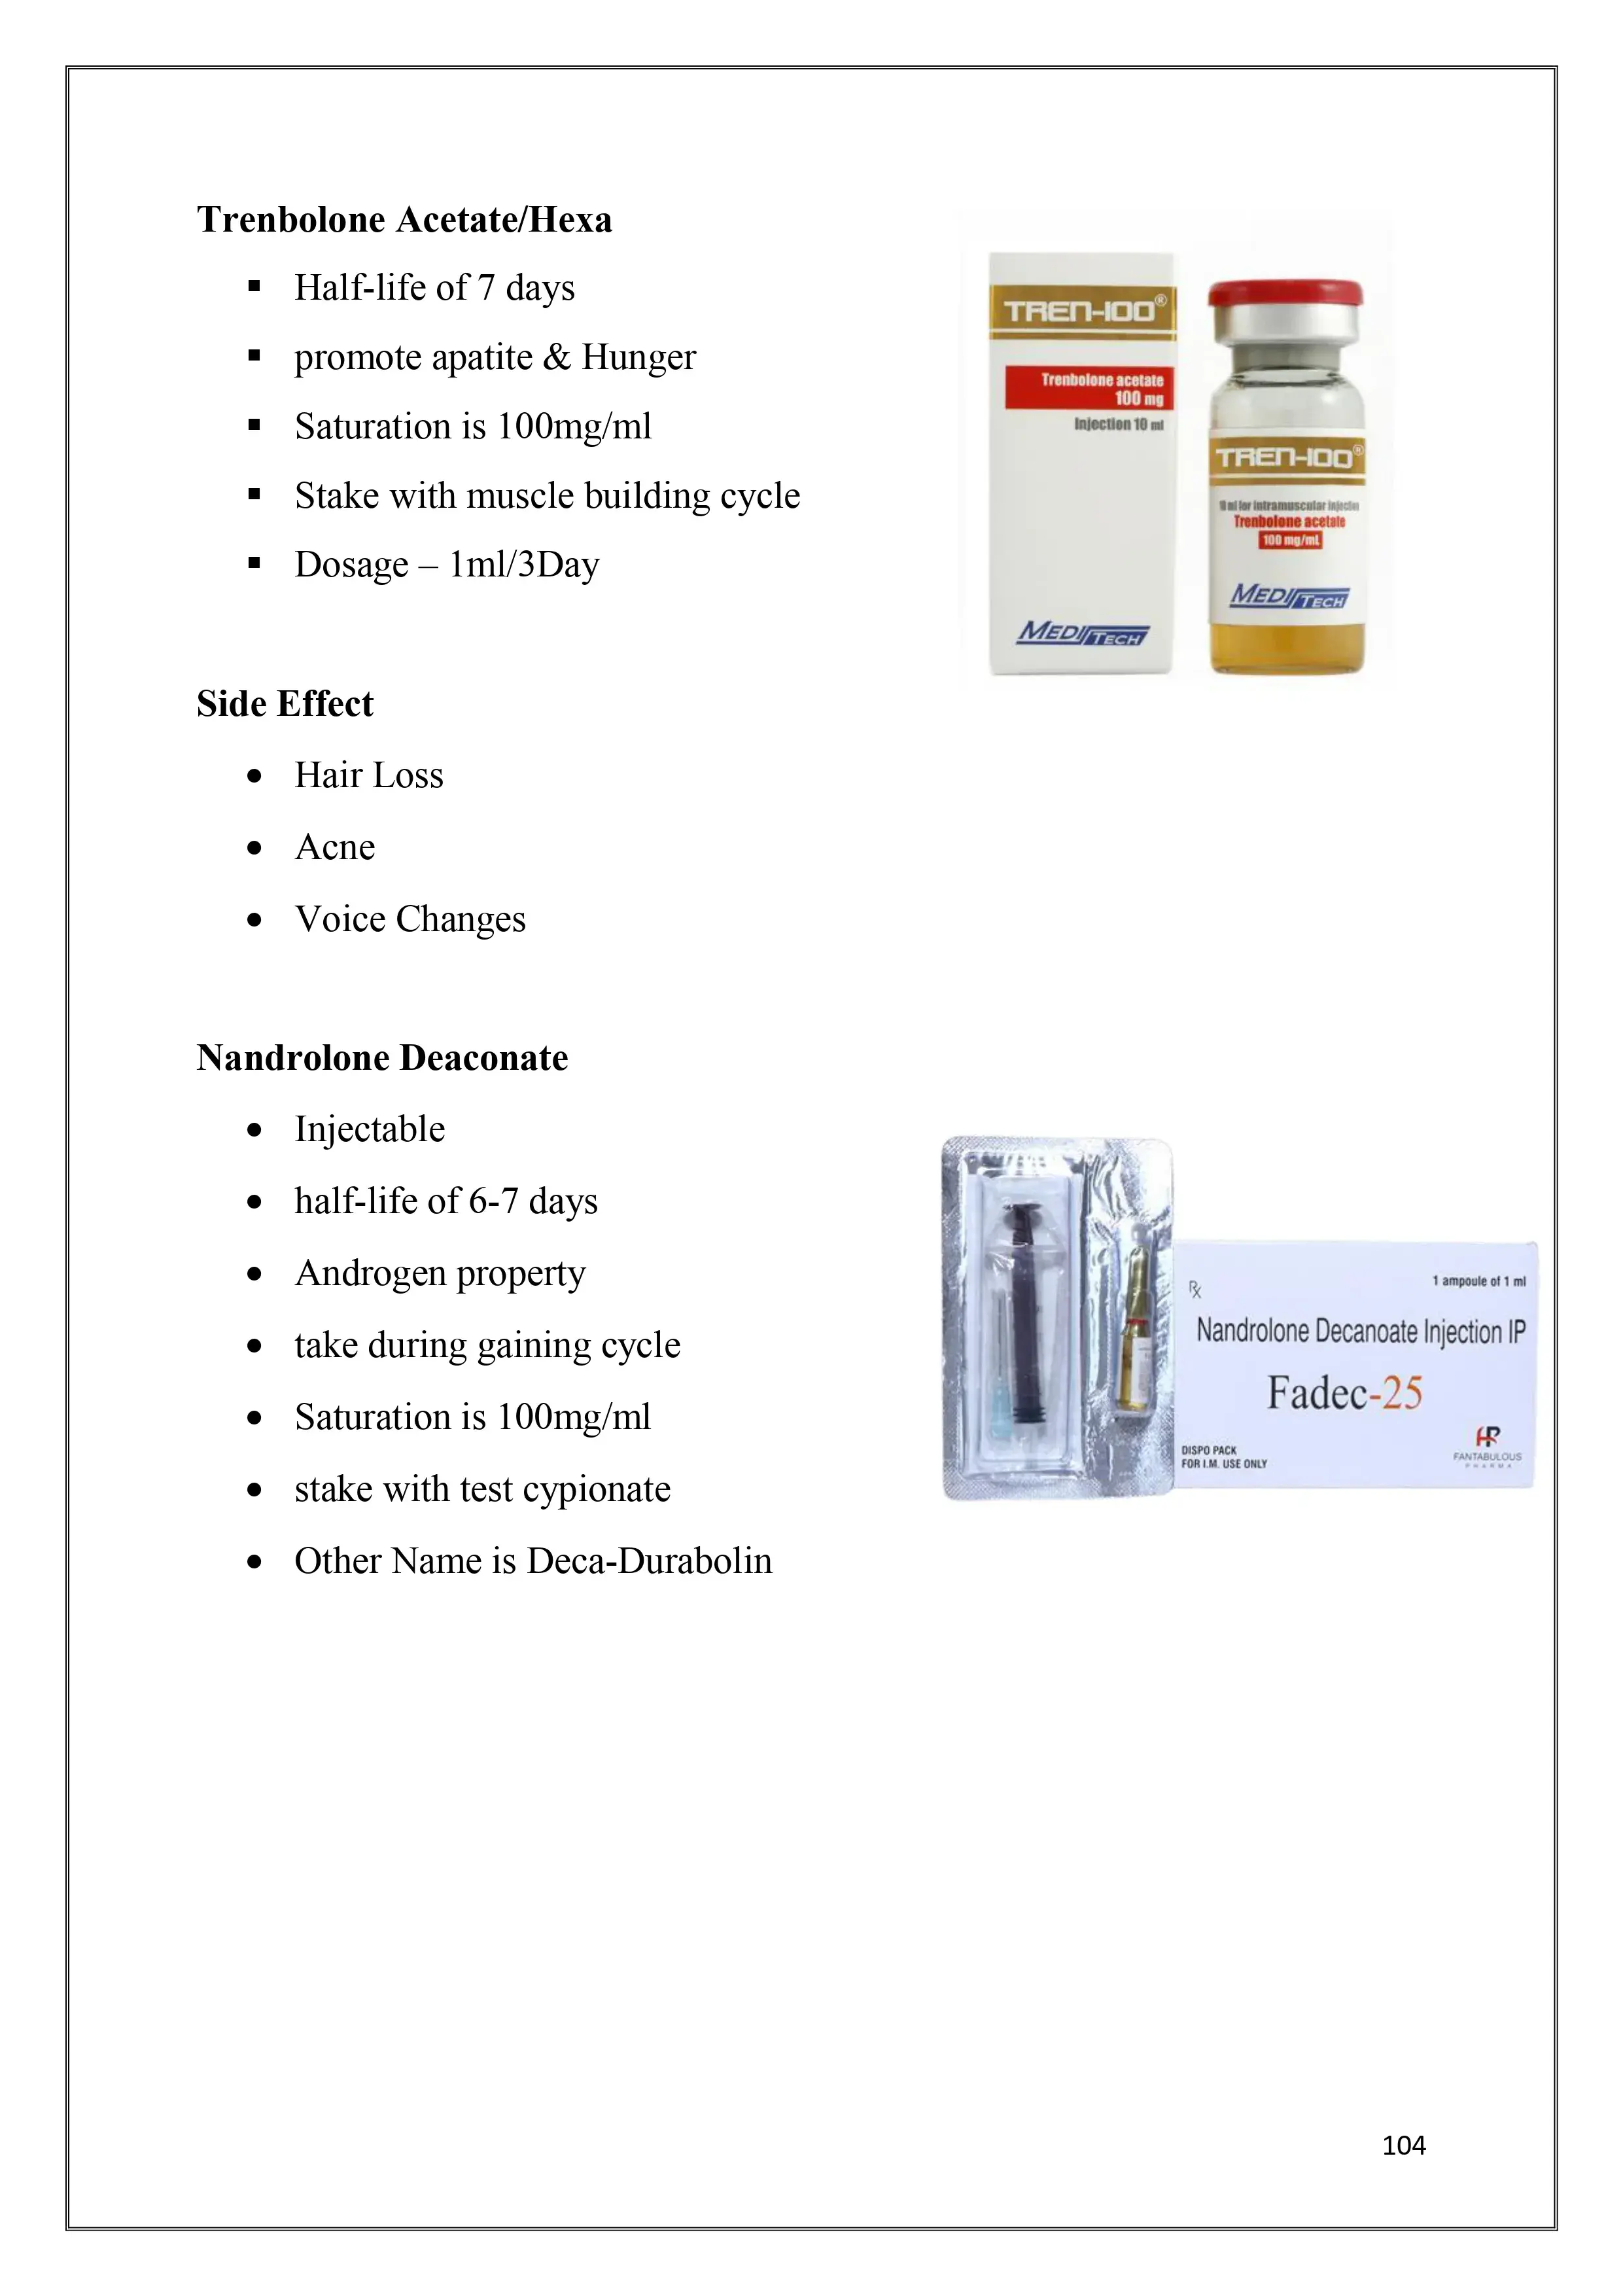 Trenbolone Acetate/Hexa
Half-life of 7 days
promote apatite & Hunger
Saturation is 100mg/ml
Stake with muscle building cycle
Dosage – 1ml/3Day
TREN-100®
Trenbolone acetate
100 mg
Injection 10 ml
MEDITECH
TREN-100®
10 ml for intramuscular injection
Trenbolone acetate
100 mg/mL
MEDITECH
Side Effect
Hair Loss
Acne
Voice Changes
Nandrolone Deaconate
Injectable
half-life of 6-7 days
Androgen property
take during gaining cycle
Saturation is 100mg/ml
stake with test cypionate
Other Name is Deca-Durabolin
Rx
1 ampoule of 1 ml
Nandrolone Decanoate Injection IP
Fadec-25
DISPO PACK
FOR I.M. USE ONLY
FANTABULOUS
PHARMA
104